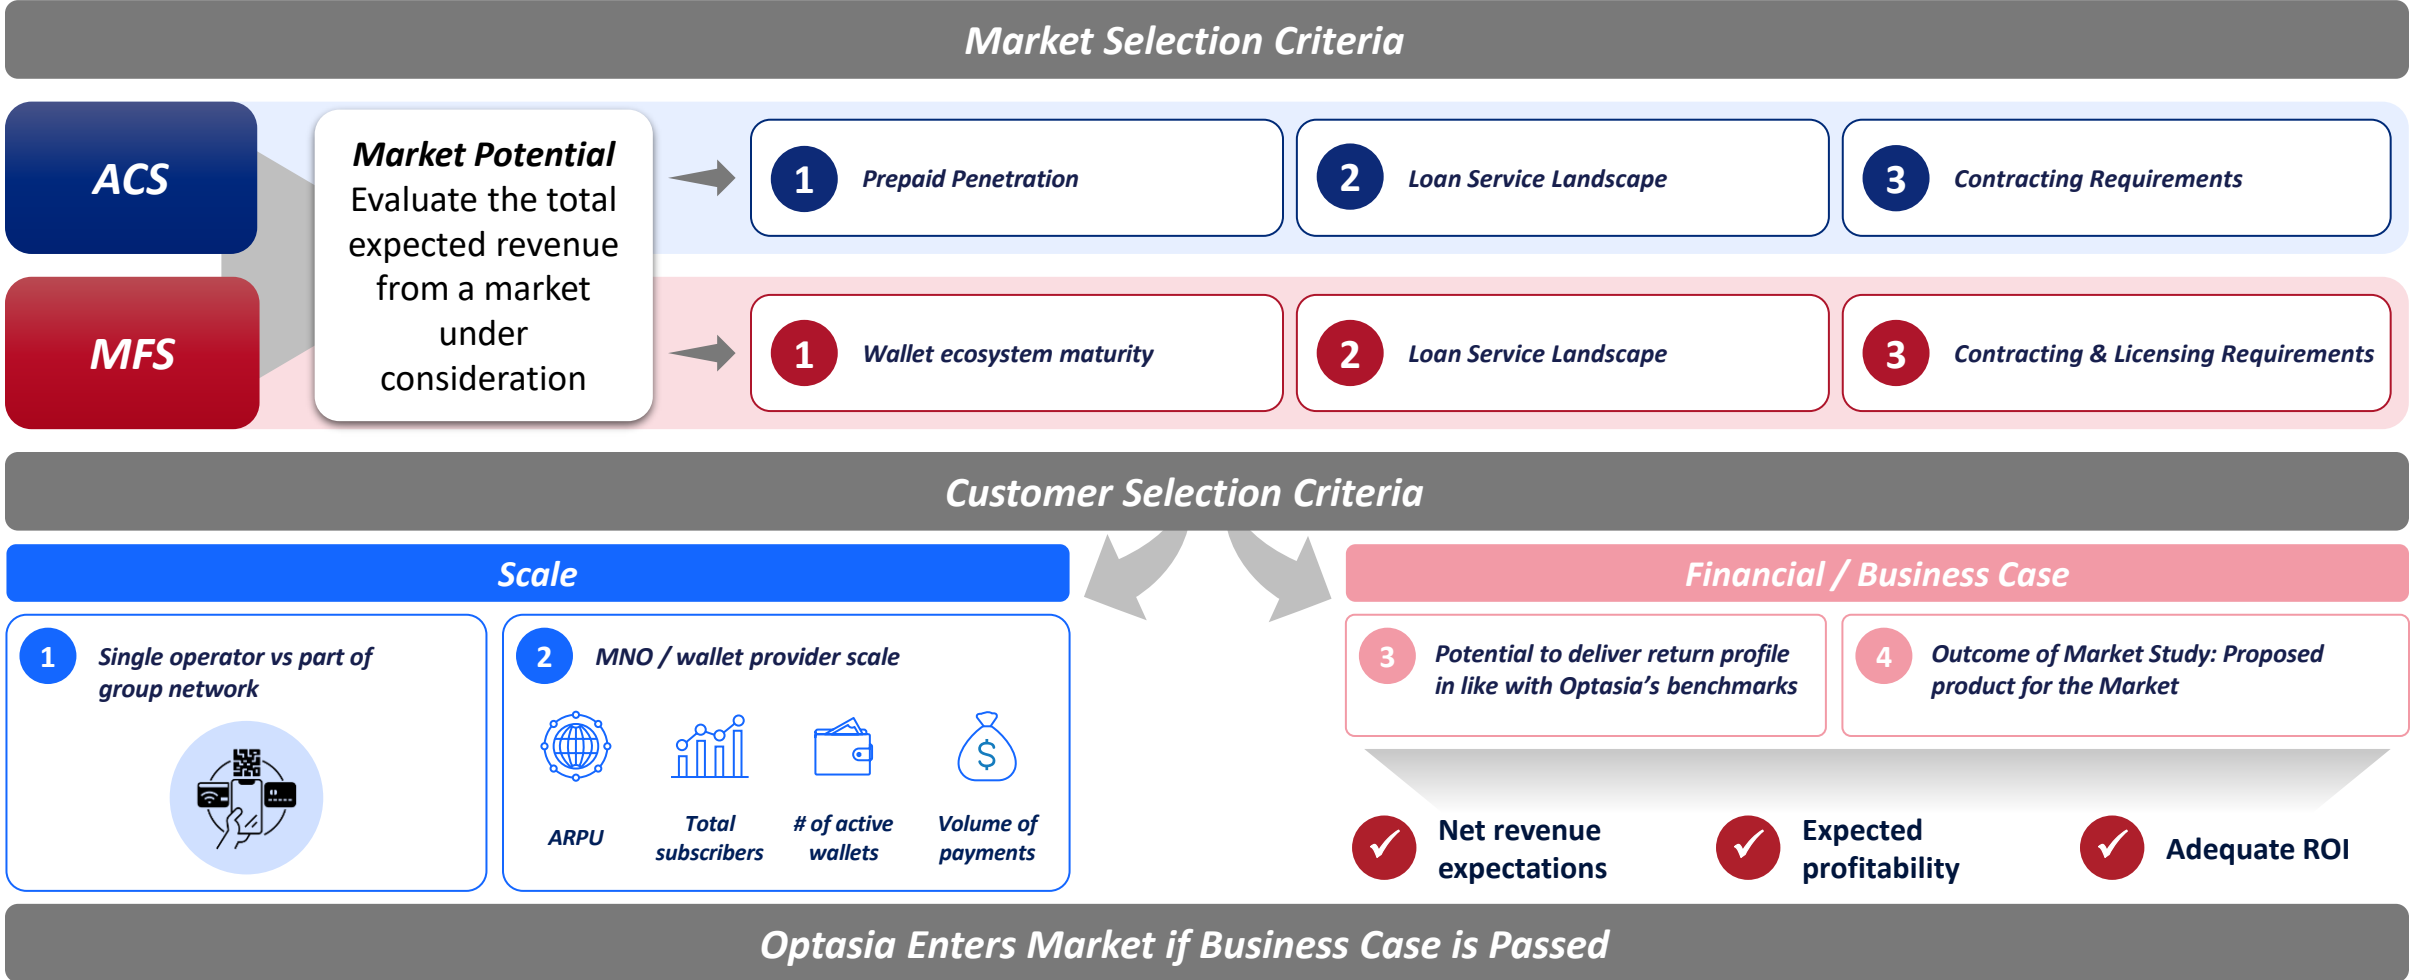 Market Selection Criteria
ACS
Market Potential
Evaluate the total
expected revenue
from a market
under
consideration
1 Prepaid Penetration
2 Loan Service Landscape
3 Contracting Requirements
MFS
1 Wallet ecosystem maturity
2 Loan Service Landscape
3 Contracting & Licensing Requirements
Customer Selection Criteria
Scale
1 Single operator vs part of
group network
2 MNO / wallet provider scale
$
ARPU
Total
subscribers
# of active
wallets
Volume of
payments
Financial / Business Case
3 Potential to deliver return profile
in like with Optasia’s benchmarks
4 Outcome of Market Study: Proposed
product for the Market
Net revenue
expectations
Expected
profitability
Adequate ROI
Optasia Enters Market if Business Case is Passed